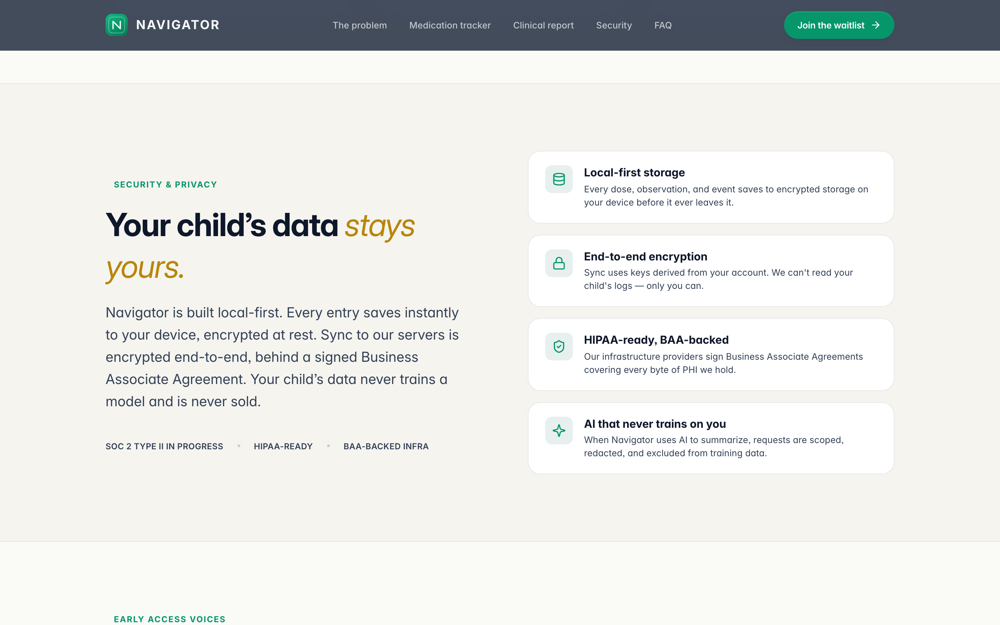 N NAVIGATOR
The problem
Medication tracker
Clinical report
Security
FAQ
Join the waitlist
SECURITY & PRIVACY
Your child’s data stays
yours.
Navigator is built local-first. Every entry saves instantly
to your device, encrypted at rest. Sync to our servers is
encrypted end-to-end, behind a signed Business
Associate Agreement. Your child’s data never trains a
model and is never sold.
SOC 2 TYPE II IN PROGRESS • HIPAA-READY • BAA-BACKED INFRA
Local-first storage
Every dose, observation, and event saves to encrypted storage on
your device before it ever leaves it.
End-to-end encryption
Sync uses keys derived from your account. We can't read your
child's logs — only you can.
HIPAA-ready, BAA-backed
Our infrastructure providers sign Business Associate Agreements
covering every byte of PHI we hold.
AI that never trains on you
When Navigator uses AI to summarize, requests are scoped,
redacted, and excluded from training data.
EARLY ACCESS VOICES